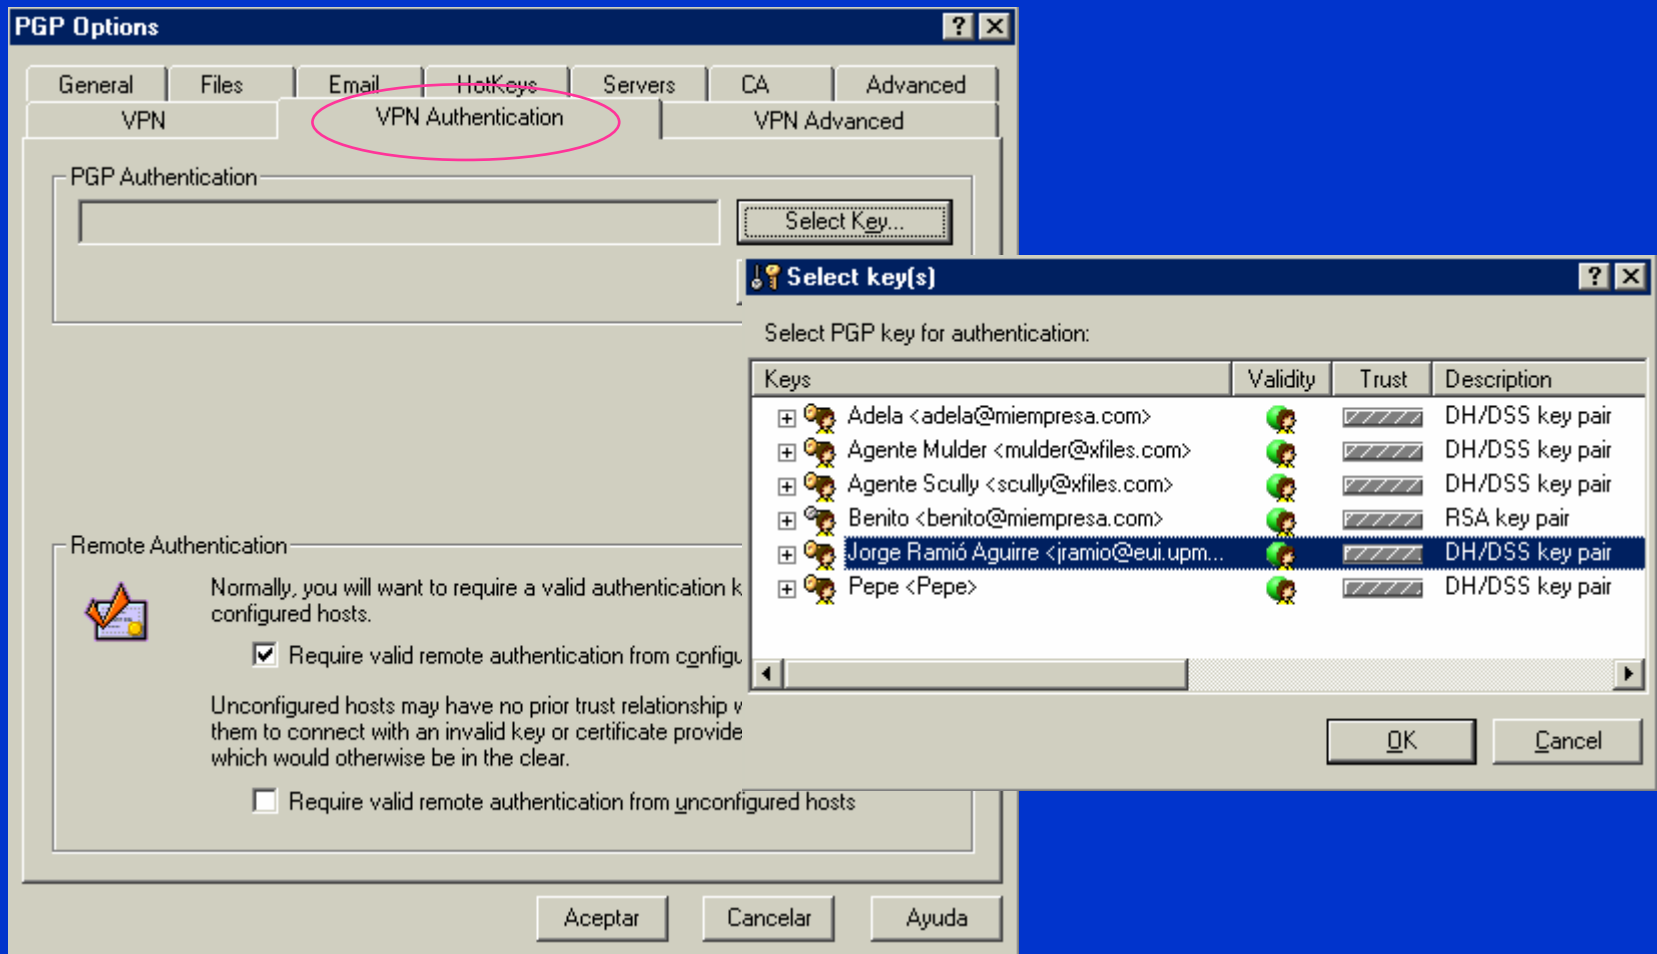 PGP Options
General Files Email HotKeys Servers CA Advanced
VPN VPN Authentication VPN Advanced
PGP Authentication
Select Key...
Select key(s)
Select PGP key for authentication:
Keys Validity Trust Description
Adela <adela@miempresa.com> DH/DSS key pair
Agente Mulder <mulder@xfiles.com> DH/DSS key pair
Agente Scully <scully@xfiles.com> DH/DSS key pair
Benito <benito@miempresa.com> RSA key pair
Jorge Ramió Aguirre <jramio@eui.upm... DH/DSS key pair
Pepe <Pepe> DH/DSS key pair
OK Cancel
Remote Authentication
Normally, you will want to require a valid authentication k
configured hosts.
Require valid remote authentication from configu
Unconfigured hosts may have no prior trust relationship w
them to connect with an invalid key or certificate provide
which would otherwise be in the clear.
Require valid remote authentication from unconfigured hosts
Aceptar Cancelar Ayuda